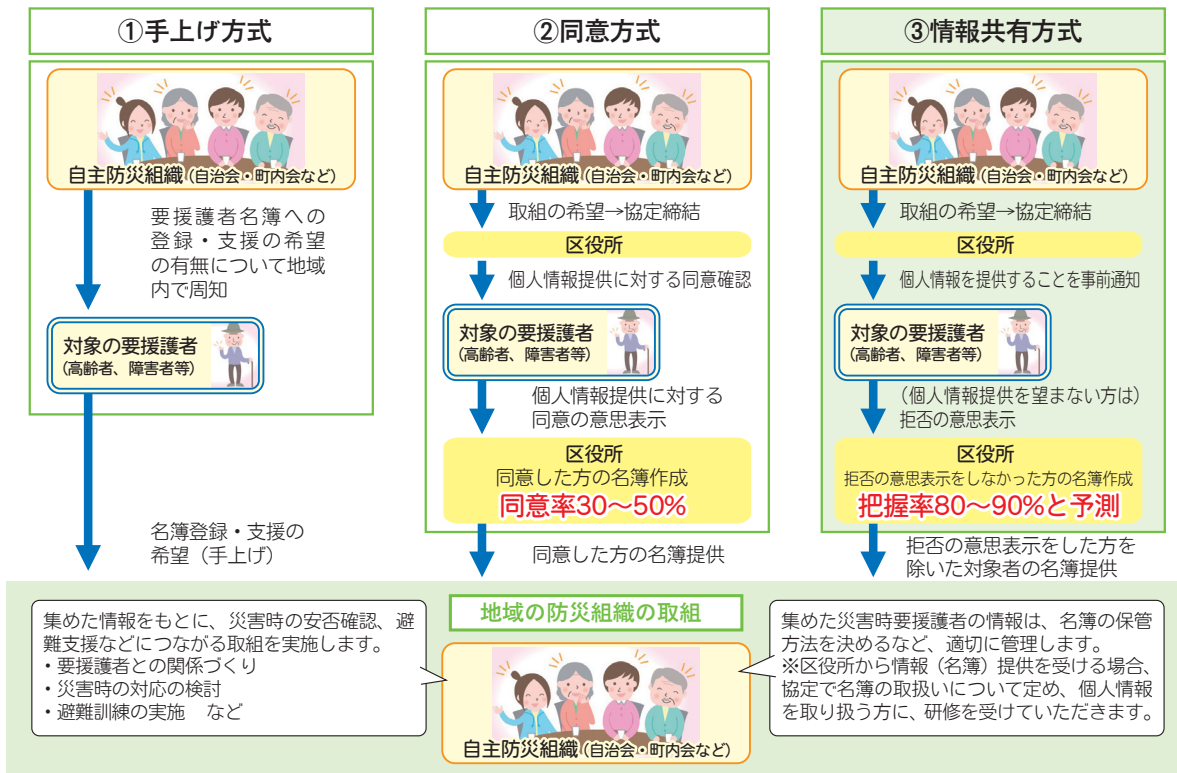 ①手上げ方式
自主防災組織(自治会・町内会など)
要援護者名簿への
登録・支援の希望
の有無について地域
内で周知
対象の要援護者
(高齢者、障害者等)
名簿登録・支援の
希望(手上げ)
②同意方式
自主防災組織(自治会・町内会など)
取組の希望→協定締結
区役所
個人情報提供に対する同意確認
対象の要援護者
(高齢者、障害者等)
個人情報提供に対する
同意の意思表示
区役所
同意した方の名簿作成
同意率30〜50%
同意した方の名簿提供
③情報共有方式
自主防災組織(自治会・町内会など)
取組の希望→協定締結
区役所
個人情報を提供することを事前通知
対象の要援護者
(高齢者、障害者等)
(個人情報提供を望まない方は)
拒否の意思表示
区役所
拒否の意思表示をしなかった方の名簿作成
把握率80〜90%と予測
拒否の意思表示をした方を
除いた対象者の名簿提供
集めた情報をもとに、災害時の安否確認、避
難支援などにつながる取組を実施します。
・要援護者との関係づくり
・災害時の対応の検討
・避難訓練の実施 など
地域の防災組織の取組
自主防災組織(自治会・町内会など)
集めた災害時要援護者の情報は、名簿の保管
方法を決めるなど、適切に管理します。
※区役所から情報(名簿)提供を受ける場合、
協定で名簿の取扱いについて定め、個人情報
を取り扱う方に、研修を受けていただきます。